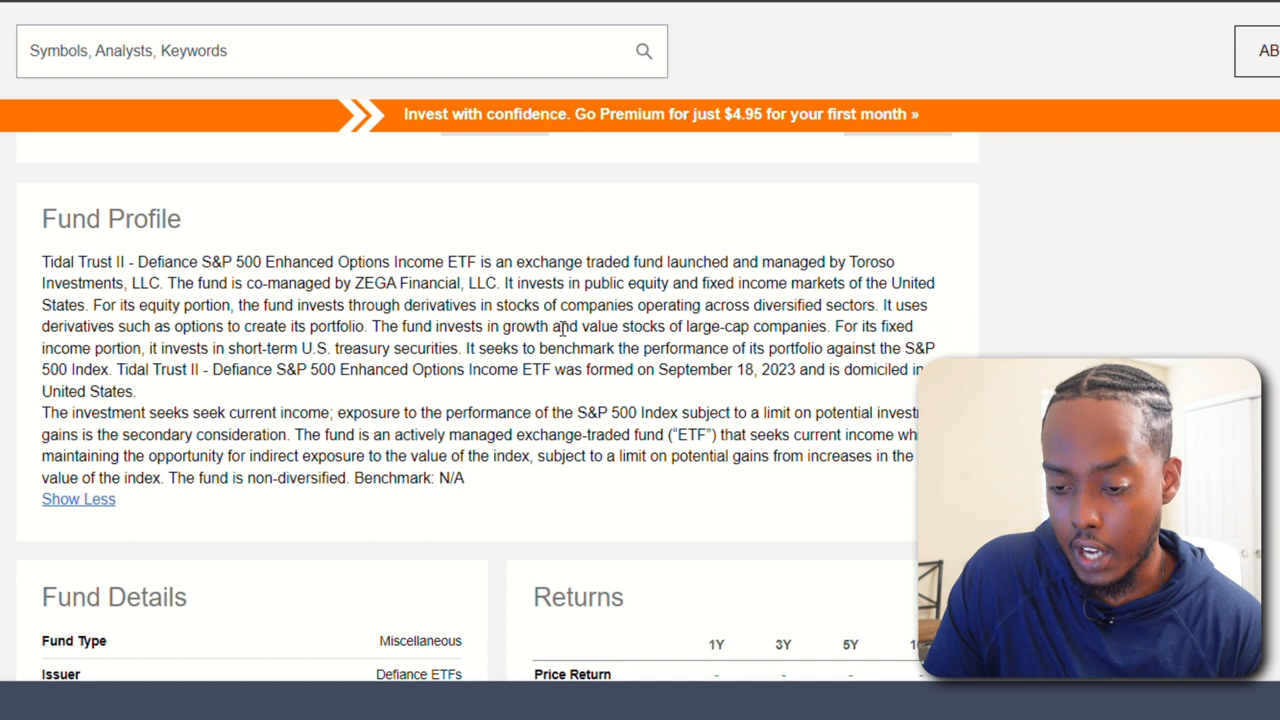 Symbols, Analysts, Keywords
AB
Invest with confidence. Go Premium for just $4.95 for your first month »
Fund Profile
Tidal Trust II - Defiance S&P 500 Enhanced Options Income ETF is an exchange traded fund launched and managed by Toroso
Investments, LLC. The fund is co-managed by ZEGA Financial, LLC. It invests in public equity and fixed income markets of the United
States. For its equity portion, the fund invests through derivatives in stocks of companies operating across diversified sectors. It uses
derivatives such as options to create its portfolio. The fund invests in growth and value stocks of large-cap companies. For its fixed
income portion, it invests in short-term U.S. treasury securities. It seeks to benchmark the performance of its portfolio against the S&P
500 Index. Tidal Trust II - Defiance S&P 500 Enhanced Options Income ETF was formed on September 18, 2023 and is domiciled in
United States.
The investment seeks seek current income; exposure to the performance of the S&P 500 Index subject to a limit on potential
gains is the secondary consideration. The fund is an actively managed exchange-traded fund (“ETF”) that seeks current income
maintaining the opportunity for indirect exposure to the value of the index, subject to a limit on potential gains from increases in the
value of the index. The fund is non-diversified. Benchmark: N/A
Show Less
Fund Details
Fund Type Miscellaneous
Issuer Defiance ETFs
Returns
1Y 3Y 5Y
Price Return - - - -